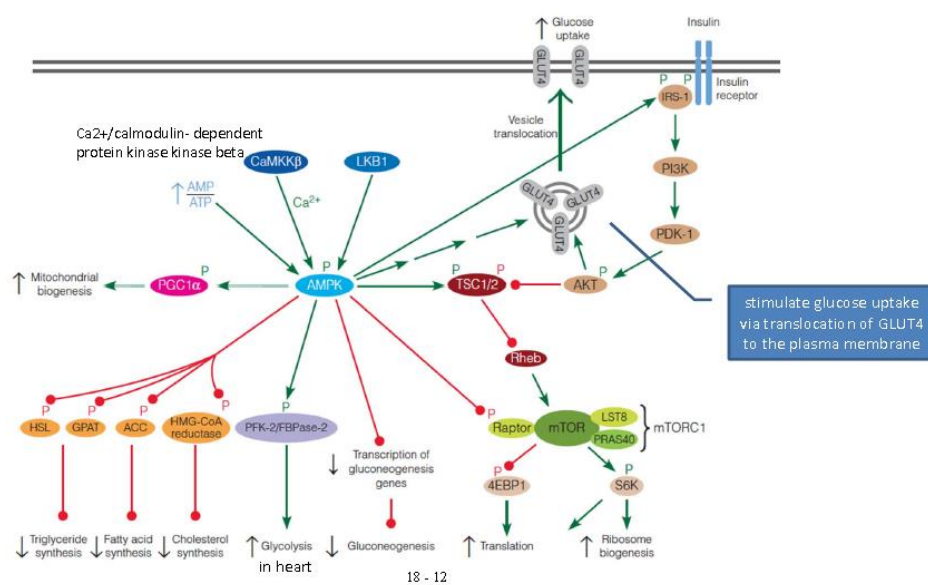 ↑ Glucose
uptake
Insulin
GLUT4
GLUT4
P P
IRS-1
Insulin
receptor
Vesicle
translocation
Ca2+/calmodulin- dependent
protein kinase kinase beta
CaMKKβ
LKB1
PI3K
↑ AMP
ATP
Ca²⁺
GLUT4
GLUT4
GLUT4
PDK-1
↑ Mitochondrial
biogenesis
P
PGC1α
P
AMPK
P P
TSC1/2
P
AKT
stimulate glucose uptake
via translocation of GLUT4
to the plasma membrane
Rheb
P
HSL
P
GPAT
P
ACC
P
HMG-CoA
reductase
P
PFK-2/FBPase-2
P
Raptor
mTOR
LST8
PRAS40
mTORC1
↓ Transcription of
gluconeogenesis
genes
P
4EBP1
P
S6K
↓ Triglyceride
synthesis
↓ Fatty acid
synthesis
↓ Cholesterol
synthesis
↑ Glycolysis
in heart
↓ Gluconeogenesis
↑ Translation
↑ Ribosome
biogenesis
18 - 12